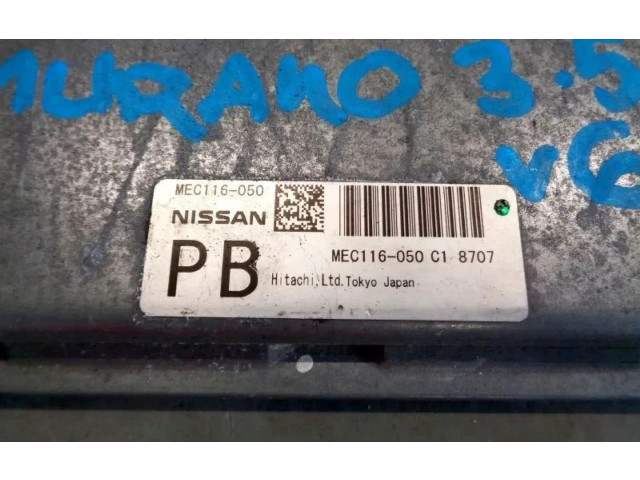 MURANO 3.5
V6
MEC116-050
NISSAN
PB
MEC116-050 C1 8707
Hitachi,Ltd.Tokyo Japan